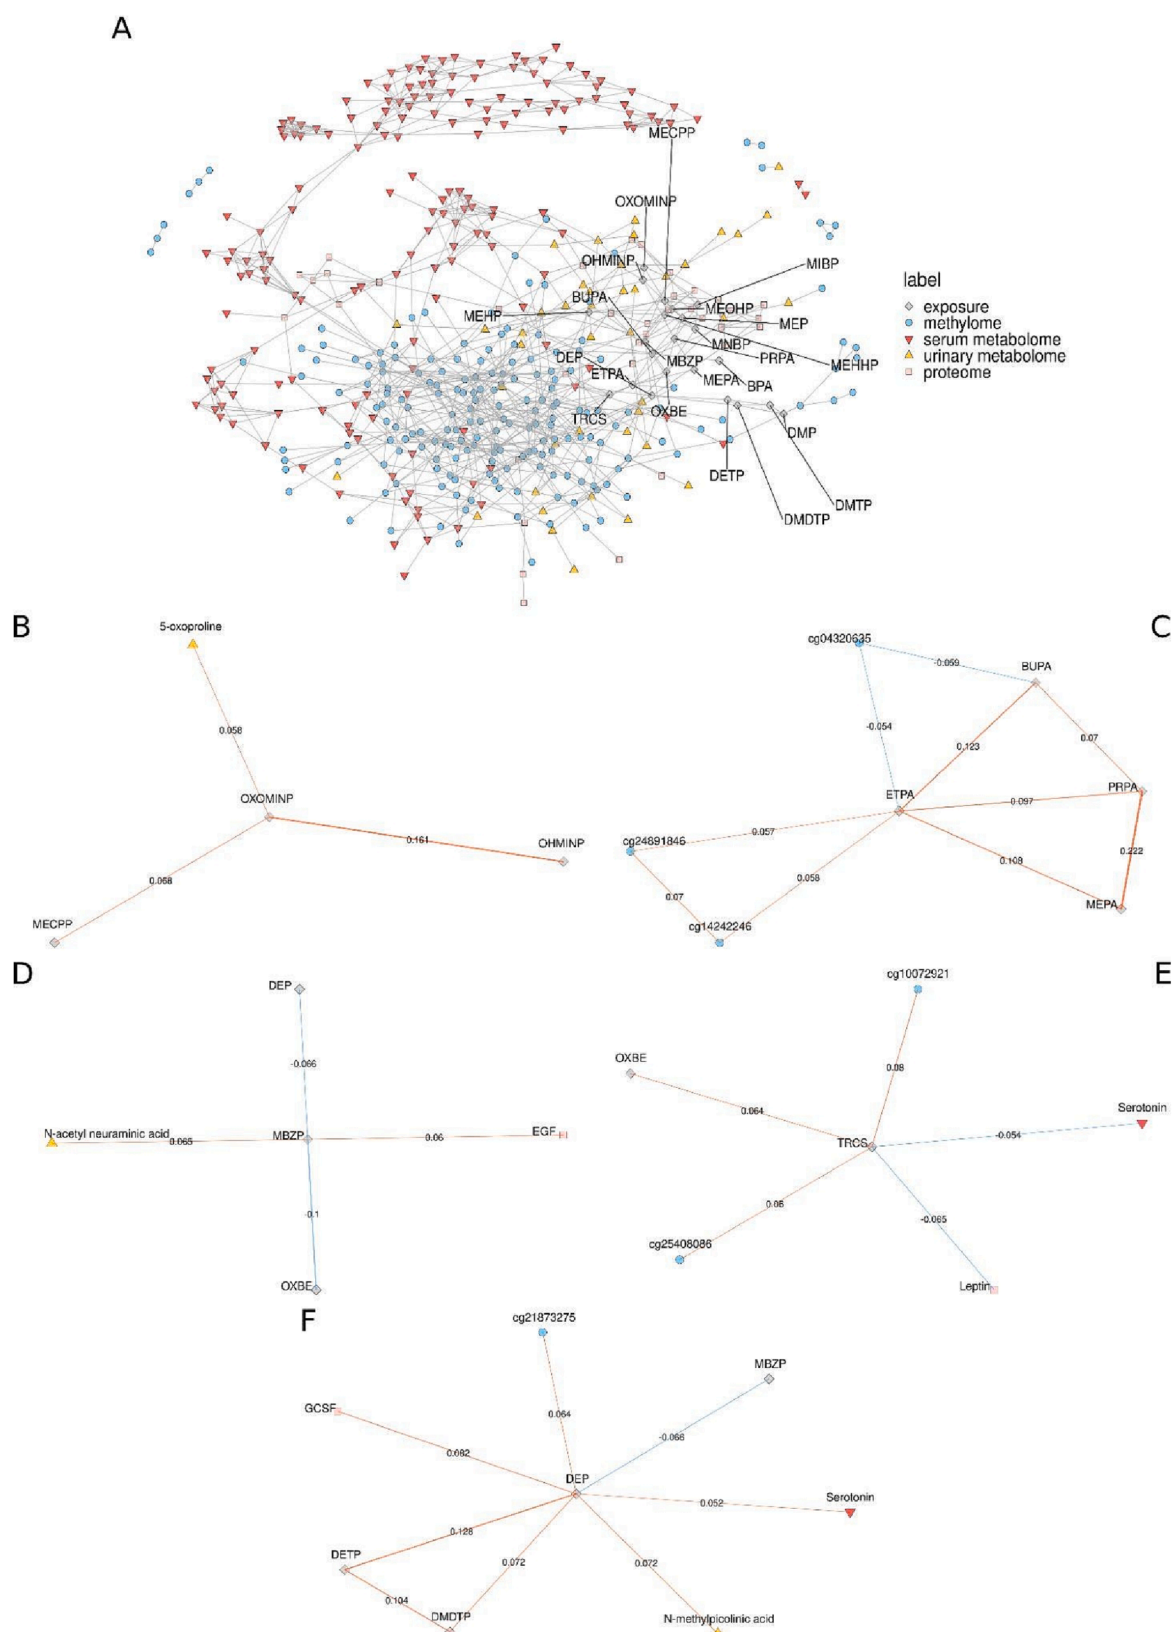 A
MECPP
OXOMINP
OHMINP
MIBP
BUPA
MEOHP
MEHP
MEP
MNBP
DEP
MBZP
PRPA
MEHHP
ETPA
MEPA
BPA
TRCS
OXBE
DMP
DETP
DMTP
DMDTP
label
exposure
methylome
serum metabolome
urinary metabolome
proteome
B
5-oxoproline
0.058
OXOMINP
0.161
OHMINP
0.068
MECPP
C
cg04320635
-0.059
BUPA
-0.054
0.123
0.07
ETPA
0.097
PRPA
cg24891846
0.057
0.108
0.222
0.07
0.058
MEPA
cg14242246
D
DEP
-0.066
N-acetyl neuraminic acid
0.065
MBZP
0.06
EGF
-0.1
OXBE
E
cg10072921
OXBE
0.08
0.064
Serotonin
TRCS
-0.054
0.06
-0.065
cg25408086
Leptin
F
cg21873275
MBZP
GCSF
0.064
0.082
-0.066
DEP
Serotonin
0.052
0.128
DETP
0.072
0.072
0.104
DMDTP
N-methylpicolinic acid